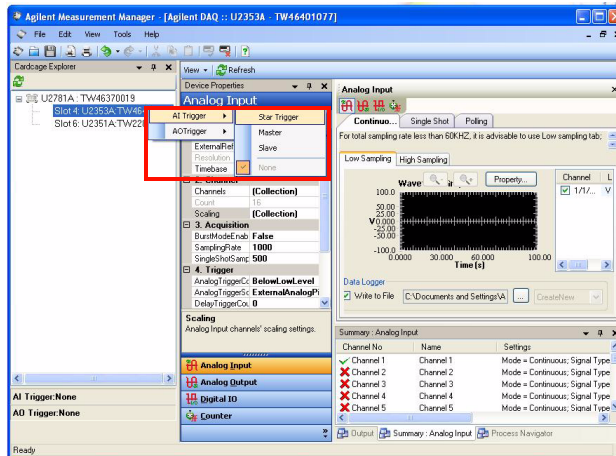 Agilent Measurement Manager - [Agilent DAQ :: U2353A - TW46401077]
File Edit View Tools Help
Cardcage Explorer
U2781A : TW46370019
Slot 4: U2353A:TW46
Slot 6: U2351A:TW22
AI Trigger
AOTrigger
Star Trigger
Master
Slave
None
AI Trigger:None
AO Trigger:None
View Refresh
Device Properties
Analog Input
ExternalRef
Resolution
Timebase
2. Channel
Channels (Collection)
Count 16
Scaling (Collection)
3. Acquisition
BurstModeEnab False
SamplingRate 1000
SingleShotSamp 500
4. Trigger
AnalogTriggerCo BelowLowLevel
AnalogTriggerSo ExternalAnalogPi
DelayTriggerCou 0
Scaling
Analog Input channels' scaling settings.
Analog Input
Analog Output
Digital IO
Counter
Analog Input
Continuo... Single Shot Polling
For total sampling rate less than 60KHZ, it is advisable to use Low sampling tab;
Low Sampling High Sampling
Property...
100.0
50.00
25.00
V 0.000
-25.00
-50.00
-100.0
0.0000 30.000 60.000 100.00
Time (s)
Channel L
1/1/... V
Data Logger
Write to File C:\Documents and Settings\A ... CreateNew
Summary : Analog Input
Channel No Name Settings
Channel 1 Channel 1 Mode = Continuous; Signal Type
Channel 2 Channel 2 Mode = Continuous; Signal Type
Channel 3 Channel 3 Mode = Continuous; Signal Type
Channel 4 Channel 4 Mode = Continuous; Signal Type
Channel 5 Channel 5 Mode = Continuous; Signal Type
Output Summary : Analog Input Process Navigator
Ready